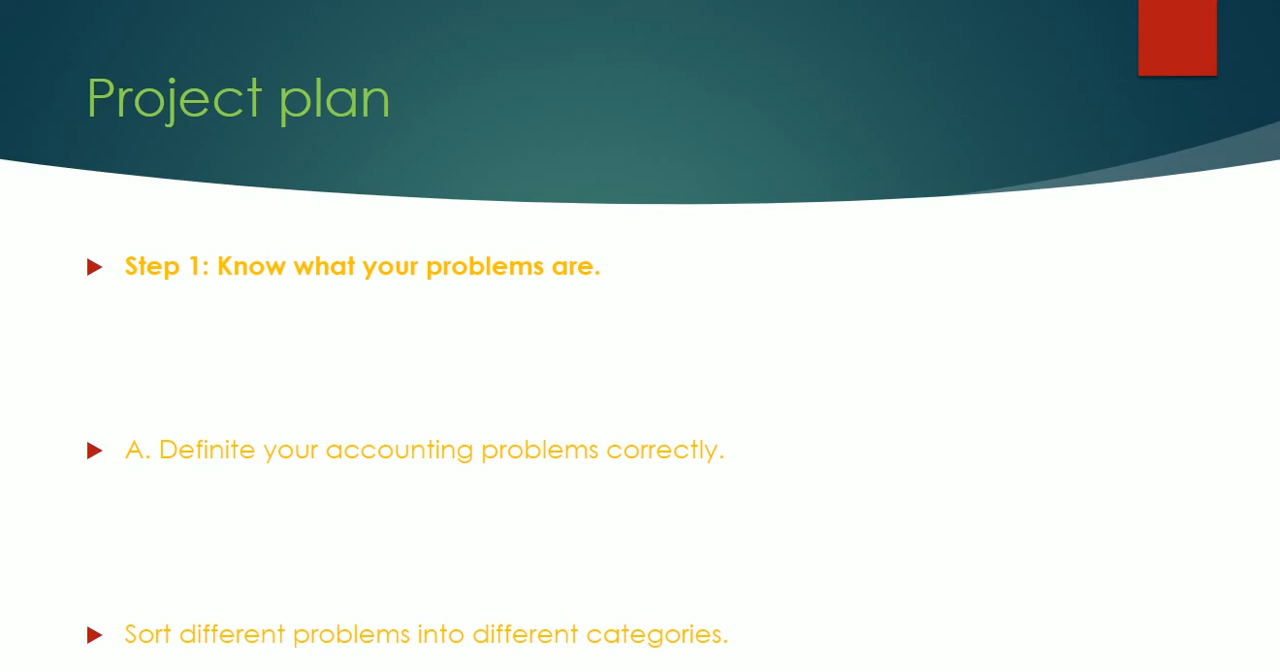 Project plan
Step 1: Know what your problems are.
A. Definite your accounting problems correctly.
Sort different problems into different categories.